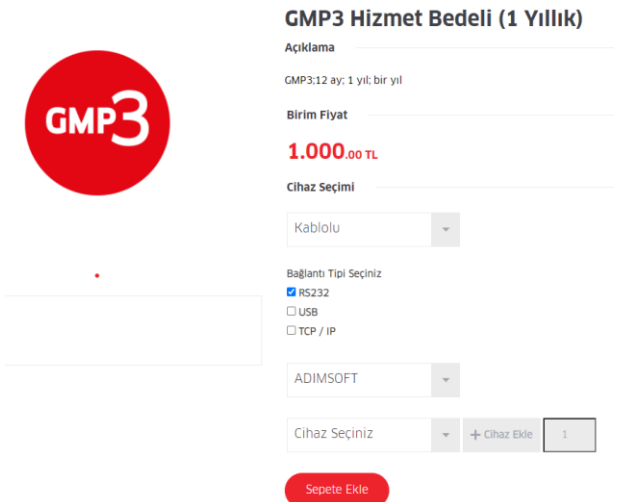 GMP3 Hizmet Bedeli (1 Yıllık)
Açıklama
GMP3;12 ay; 1 yıl; bir yıl
GMP3
Birim Fiyat
1.000.00 TL
Cihaz Seçimi
Kablolu
Bağlantı Tipi Seçiniz
RS232
USB
TCP / IP
ADIMSOFT
Cihaz Seçiniz
+ Cihaz Ekle
1
Sepete Ekle